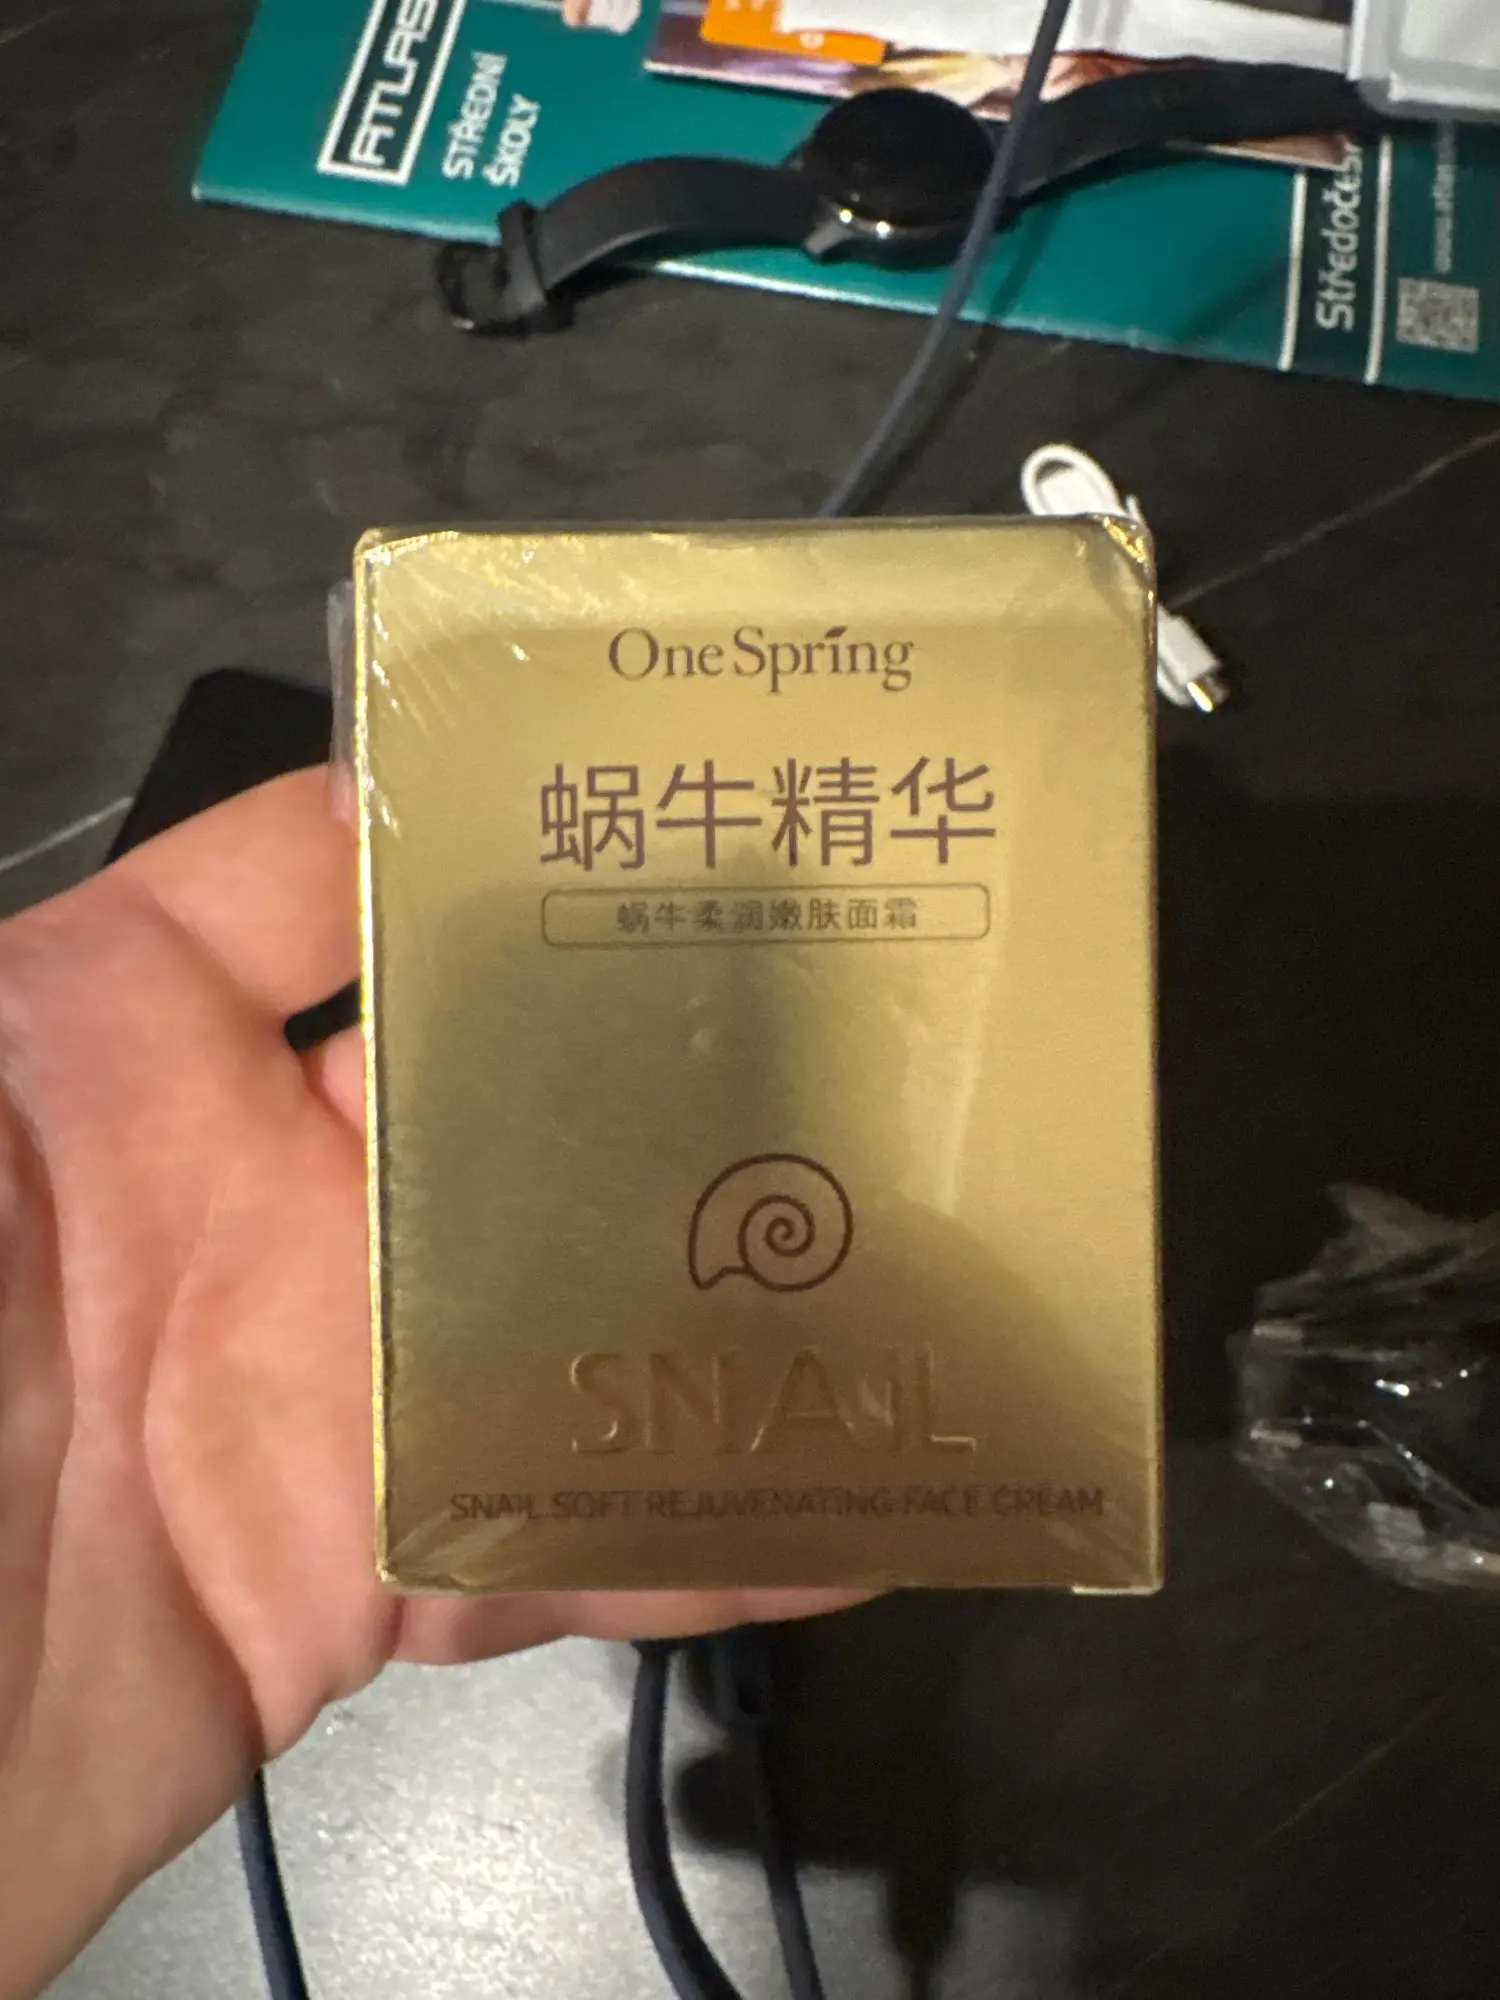 ATLAS
STŘEDNÍ
ŠKOLY
One Spring
蜗牛精华
蜗牛柔润嫩肤面霜
SNAIL
SNAIL SOFT REJUVENATING FACE CREAM